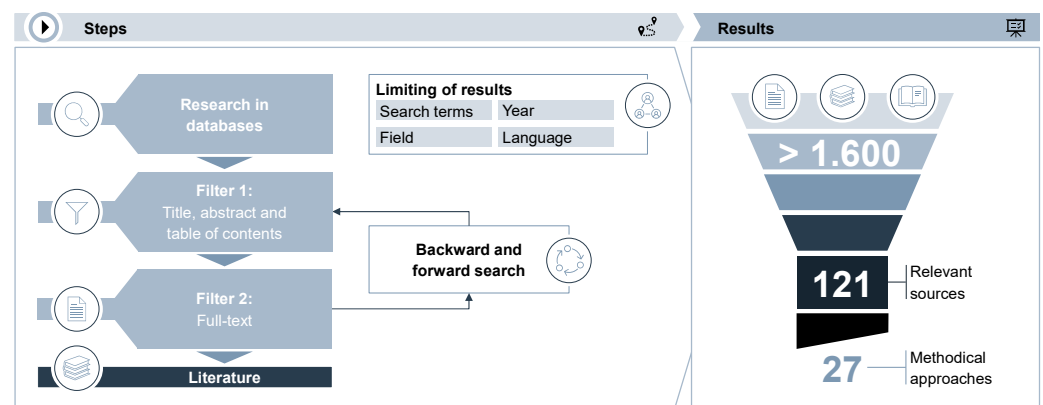 Steps
Research in
databases
Limiting of results
Search terms
Year
Field
Language
Filter 1:
Title, abstract and
table of contents
Backward and
forward search
Filter 2:
Full-text
Literature
Results
> 1.600
121
Relevant
sources
27
Methodical
approaches